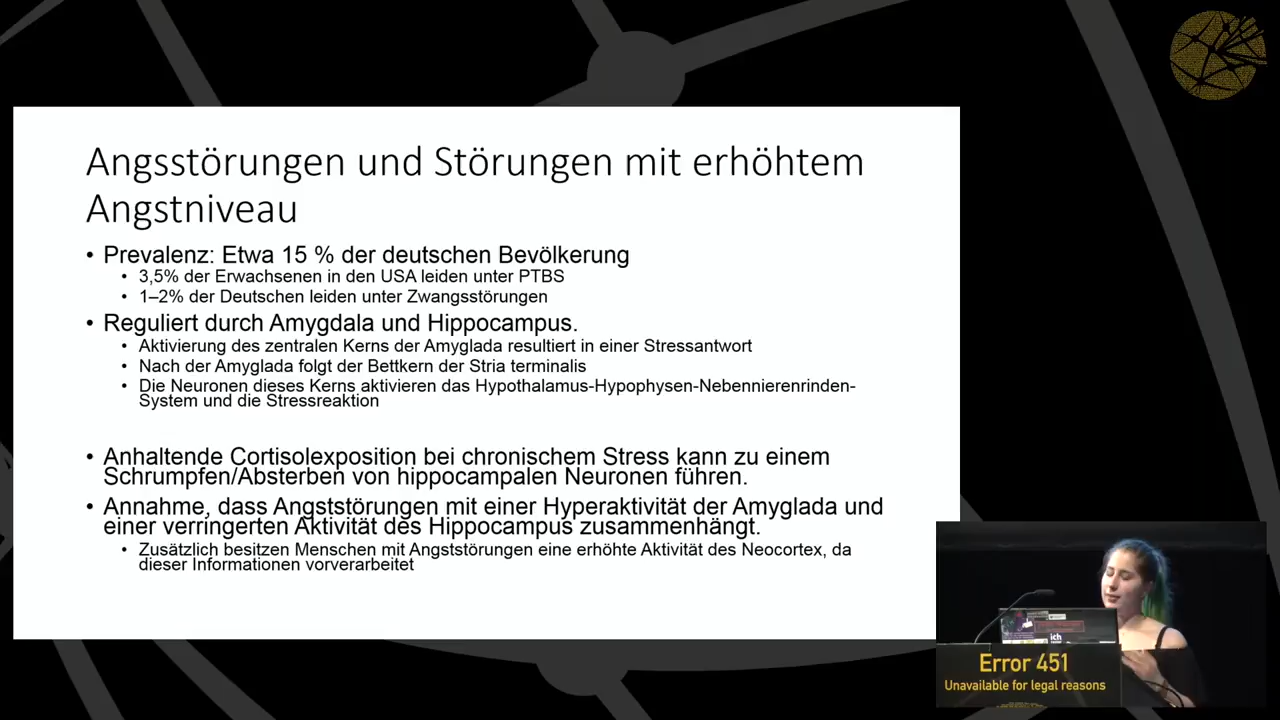 Angsstörungen und Störungen mit erhöhtem
Angstniveau
• Prevalenz: Etwa 15 % der deutschen Bevölkerung
• 3,5% der Erwachsenen in den USA leiden unter PTBS
• 1–2% der Deutschen leiden unter Zwangsstörungen
• Reguliert durch Amygdala und Hippocampus.
• Aktivierung des zentralen Kerns der Amyglada resultiert in einer Stressantwort
• Nach der Amyglada folgt der Bettkern der Stria terminalis
• Die Neuronen dieses Kerns aktivieren das Hypothalamus-Hypophysen-Nebennierenrinden-
System und die Stressreaktion
• Anhaltende Cortisolexposition bei chronischem Stress kann zu einem
Schrumpfen/Absterben von hippocampalen Neuronen führen.
• Annahme, dass Angststörungen mit einer Hyperaktivität der Amyglada und
einer verringerten Aktivität des Hippocampus zusammenhängt.
• Zusätzlich besitzen Menschen mit Angststörungen eine erhöhte Aktivität des Neocortex, da
dieser Informationen vorverarbeitet
ich
Error 451
Unavailable for legal reasons